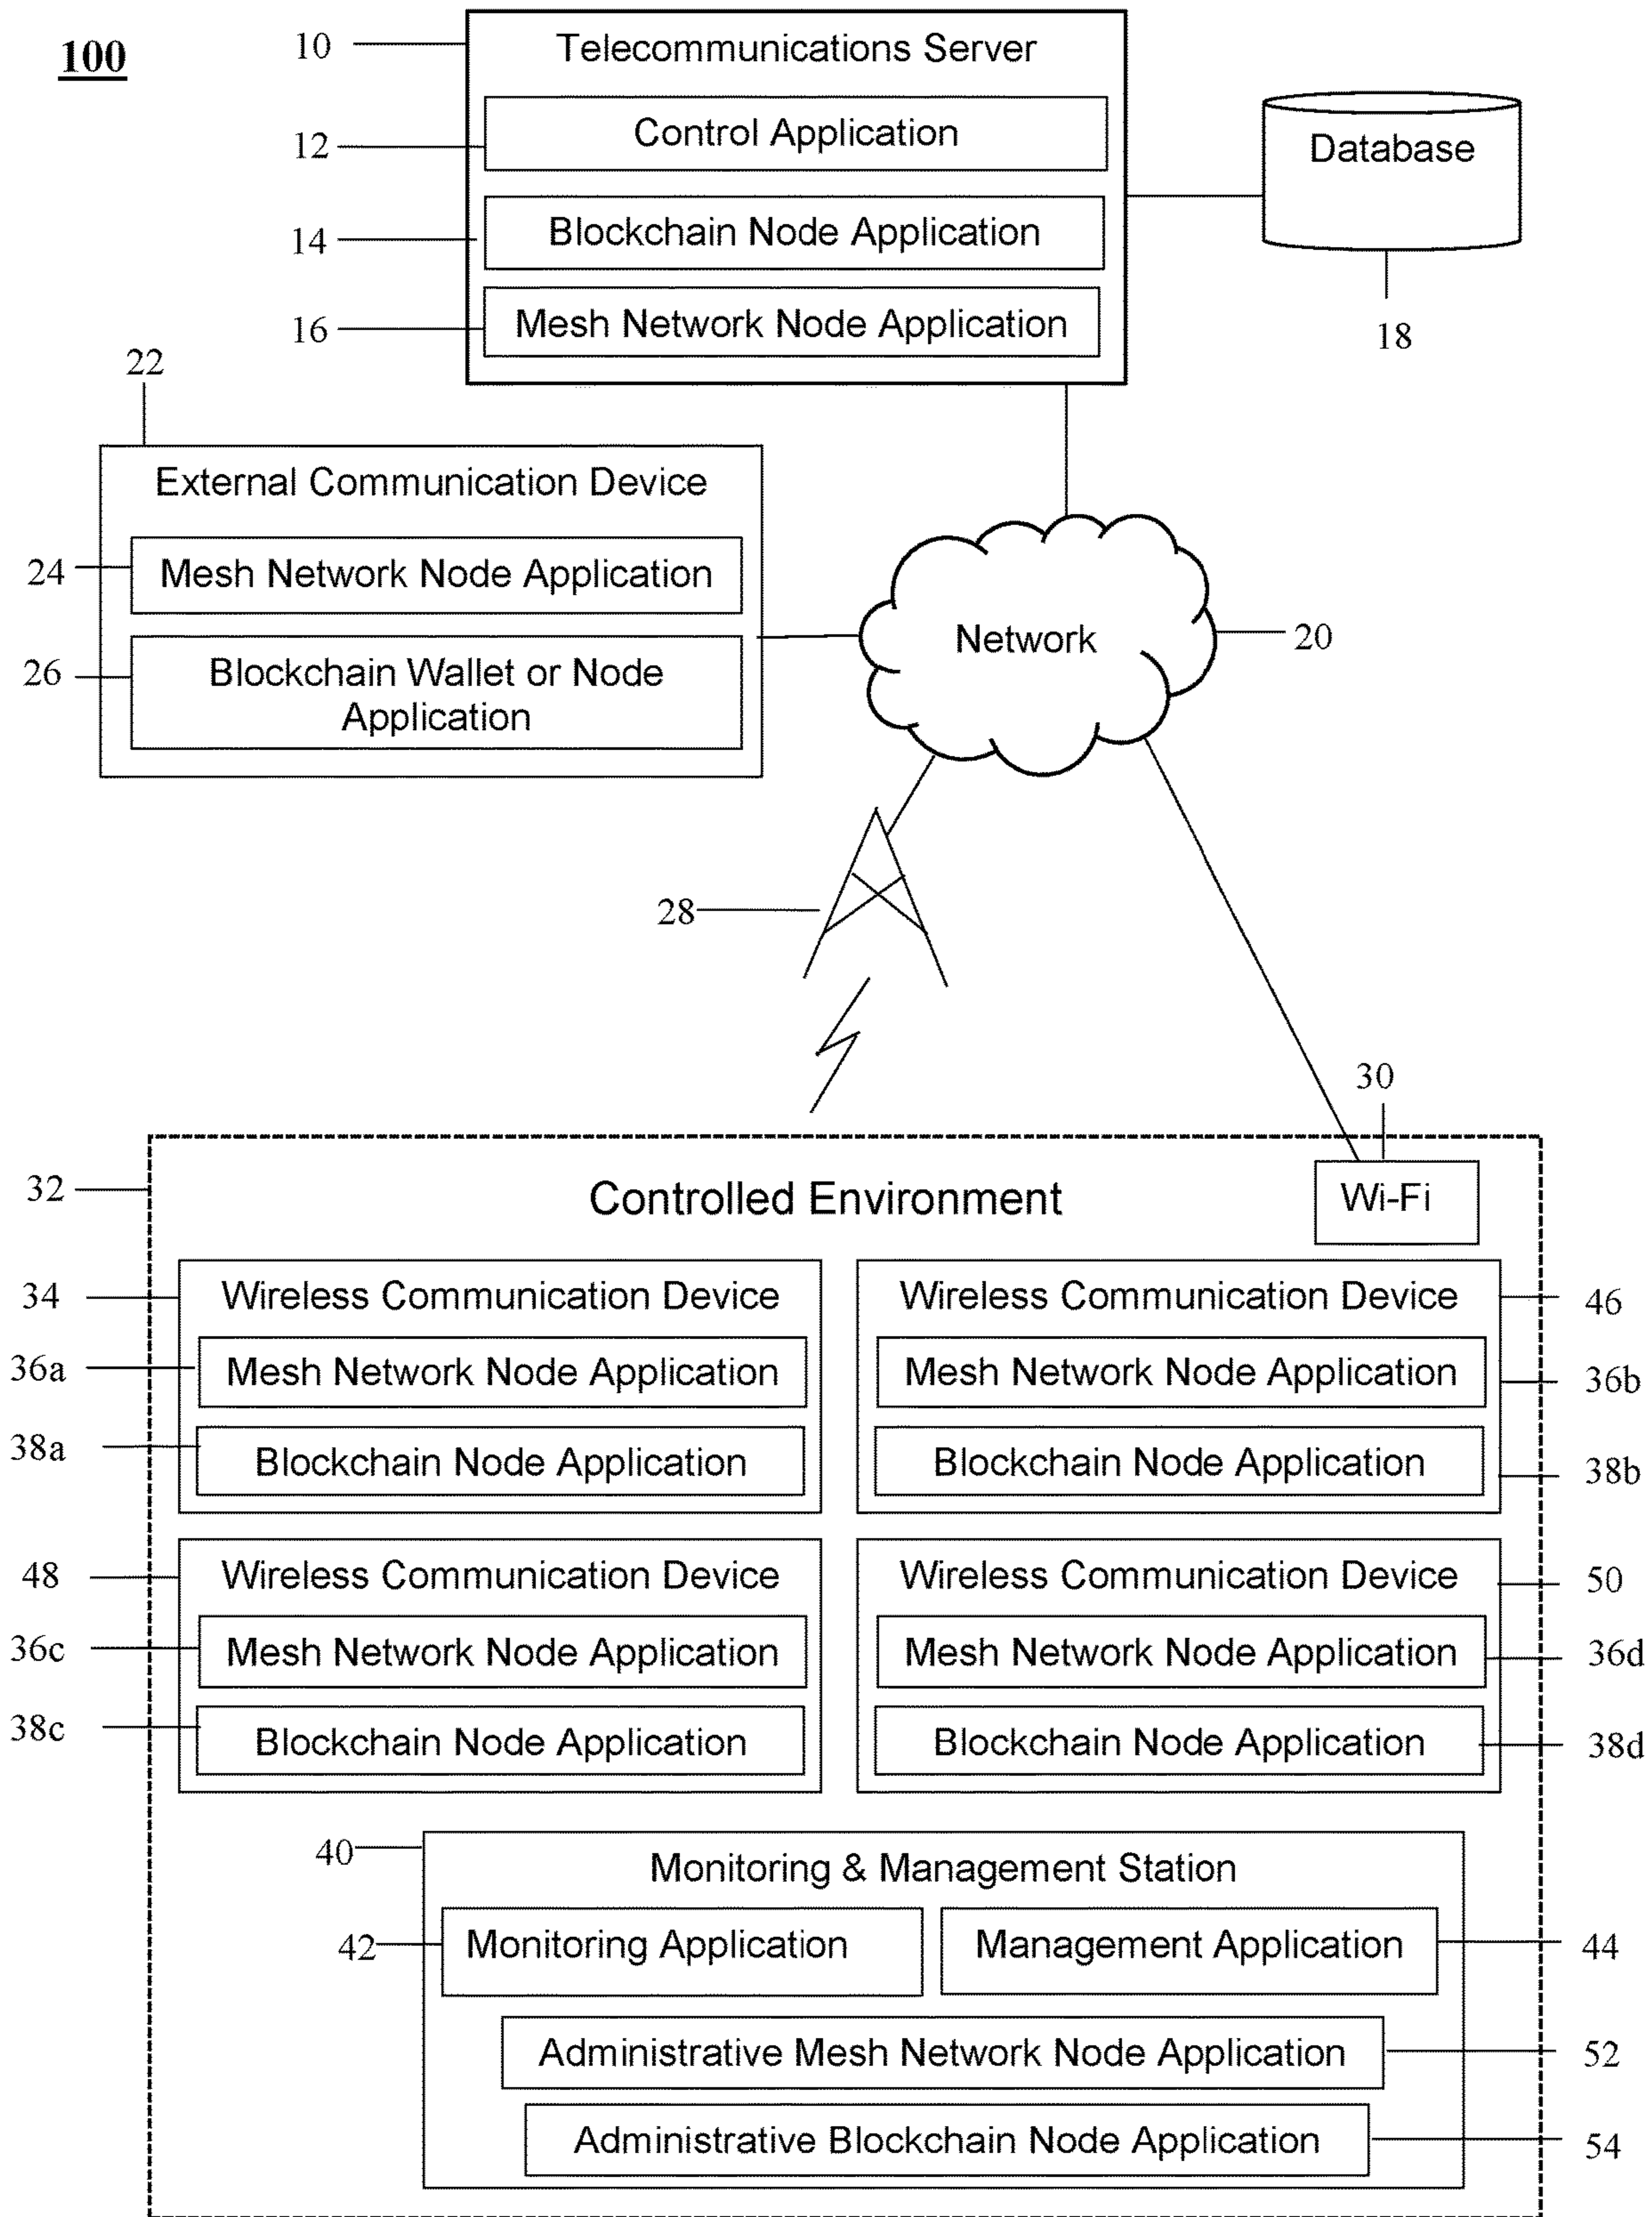 100
10
Telecommunications Server
12
Control Application
Database
14
Blockchain Node Application
16
Mesh Network Node Application
18
22
External Communication Device
24
Mesh Network Node Application
26
Blockchain Wallet or Node
Application
Network
20
28
30
32
Controlled Environment
Wi-Fi
34
Wireless Communication Device
36a
Mesh Network Node Application
38a
Blockchain Node Application
Wireless Communication Device
46
Mesh Network Node Application
36b
Blockchain Node Application
38b
48
Wireless Communication Device
36c
Mesh Network Node Application
38c
Blockchain Node Application
Wireless Communication Device
50
Mesh Network Node Application
36d
Blockchain Node Application
38d
40
Monitoring & Management Station
42
Monitoring Application
Management Application
44
Administrative Mesh Network Node Application
52
Administrative Blockchain Node Application
54